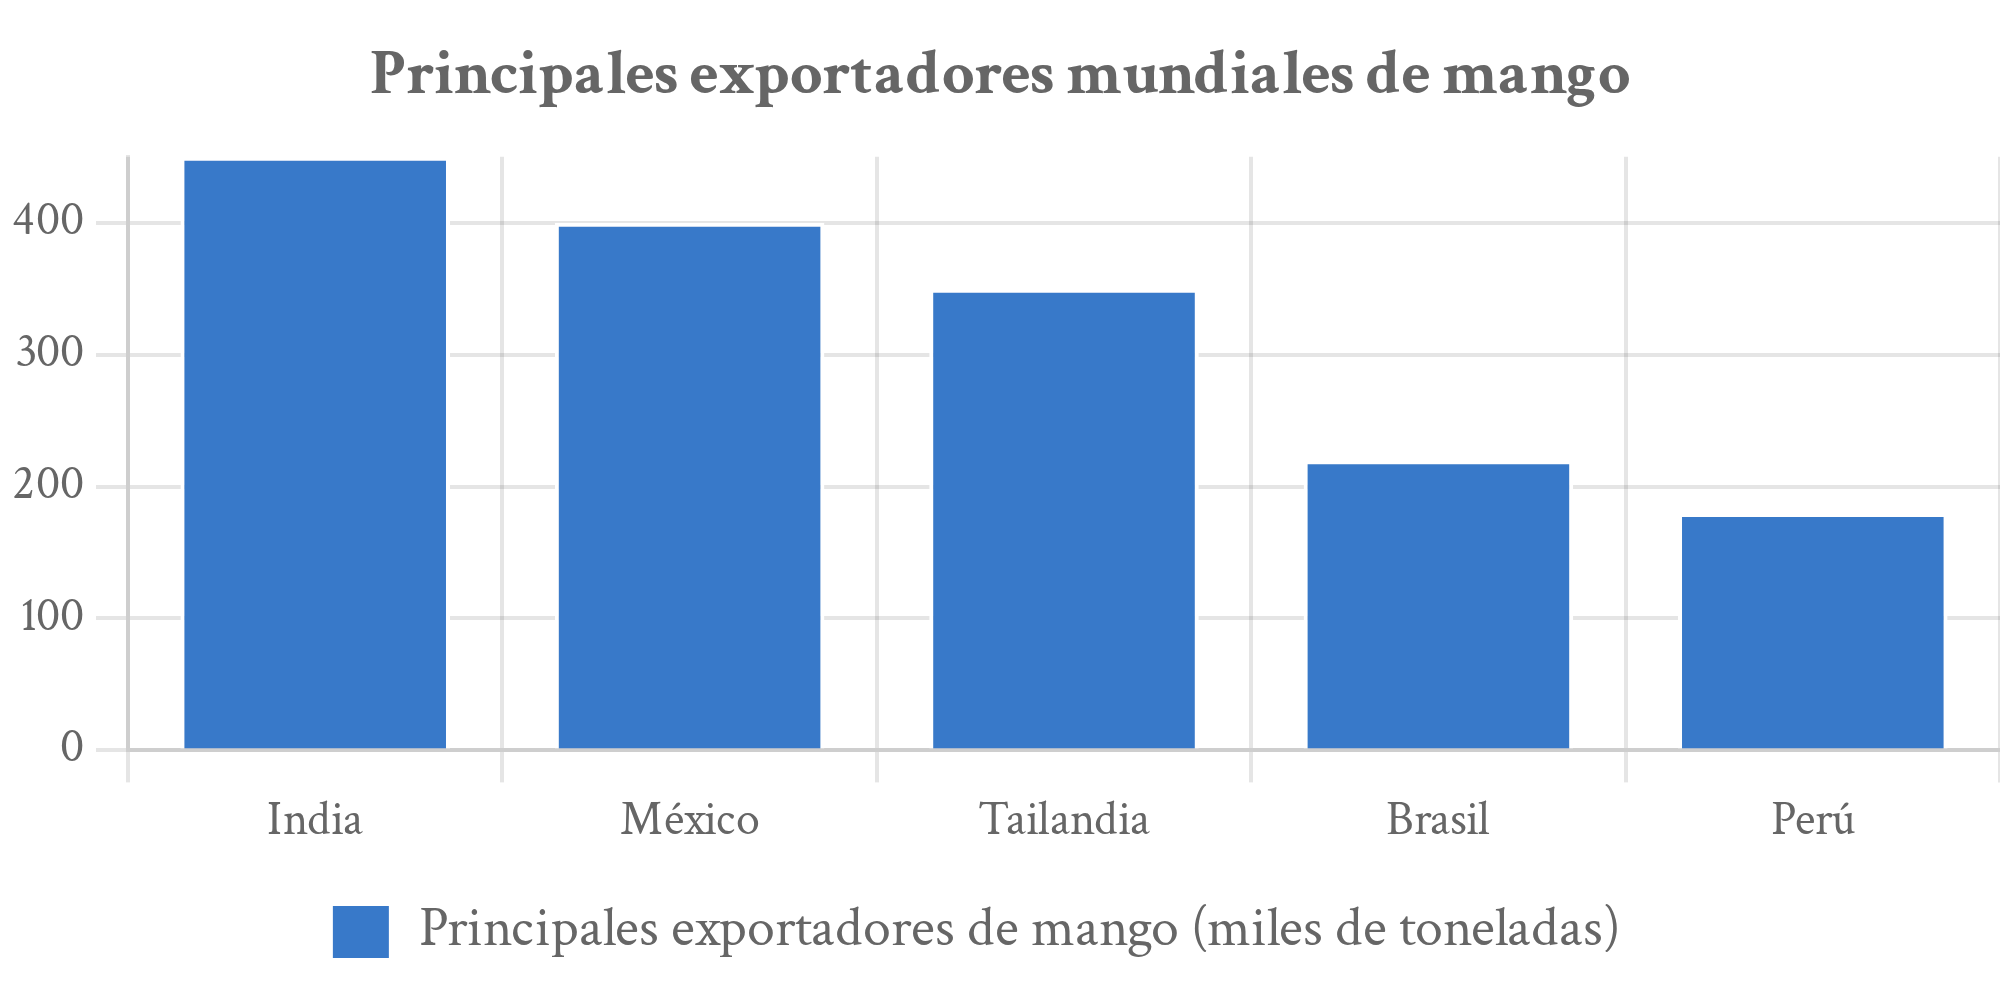 Principales exportadores mundiales de mango
400
300
200
100
0
India
México
Tailandia
Brasil
Perú
Principales exportadores de mango (miles de toneladas)